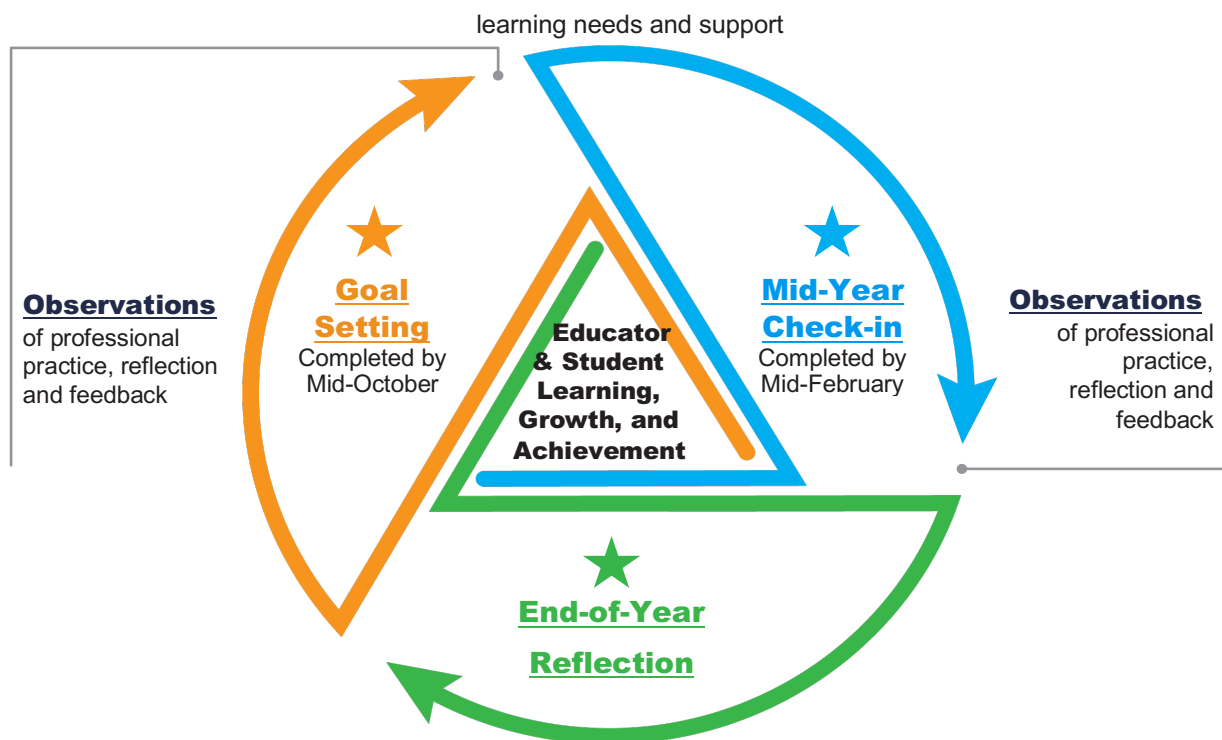 learning needs and support
Observations
of professional
practice, reflection
and feedback
Goal
Setting
Completed by
Mid-October
Educator
& Student
Learning,
Growth, and
Achievement
Mid-Year
Check-in
Completed by
Mid-February
Observations
of professional
practice,
reflection and
feedback
End-of-Year
Reflection